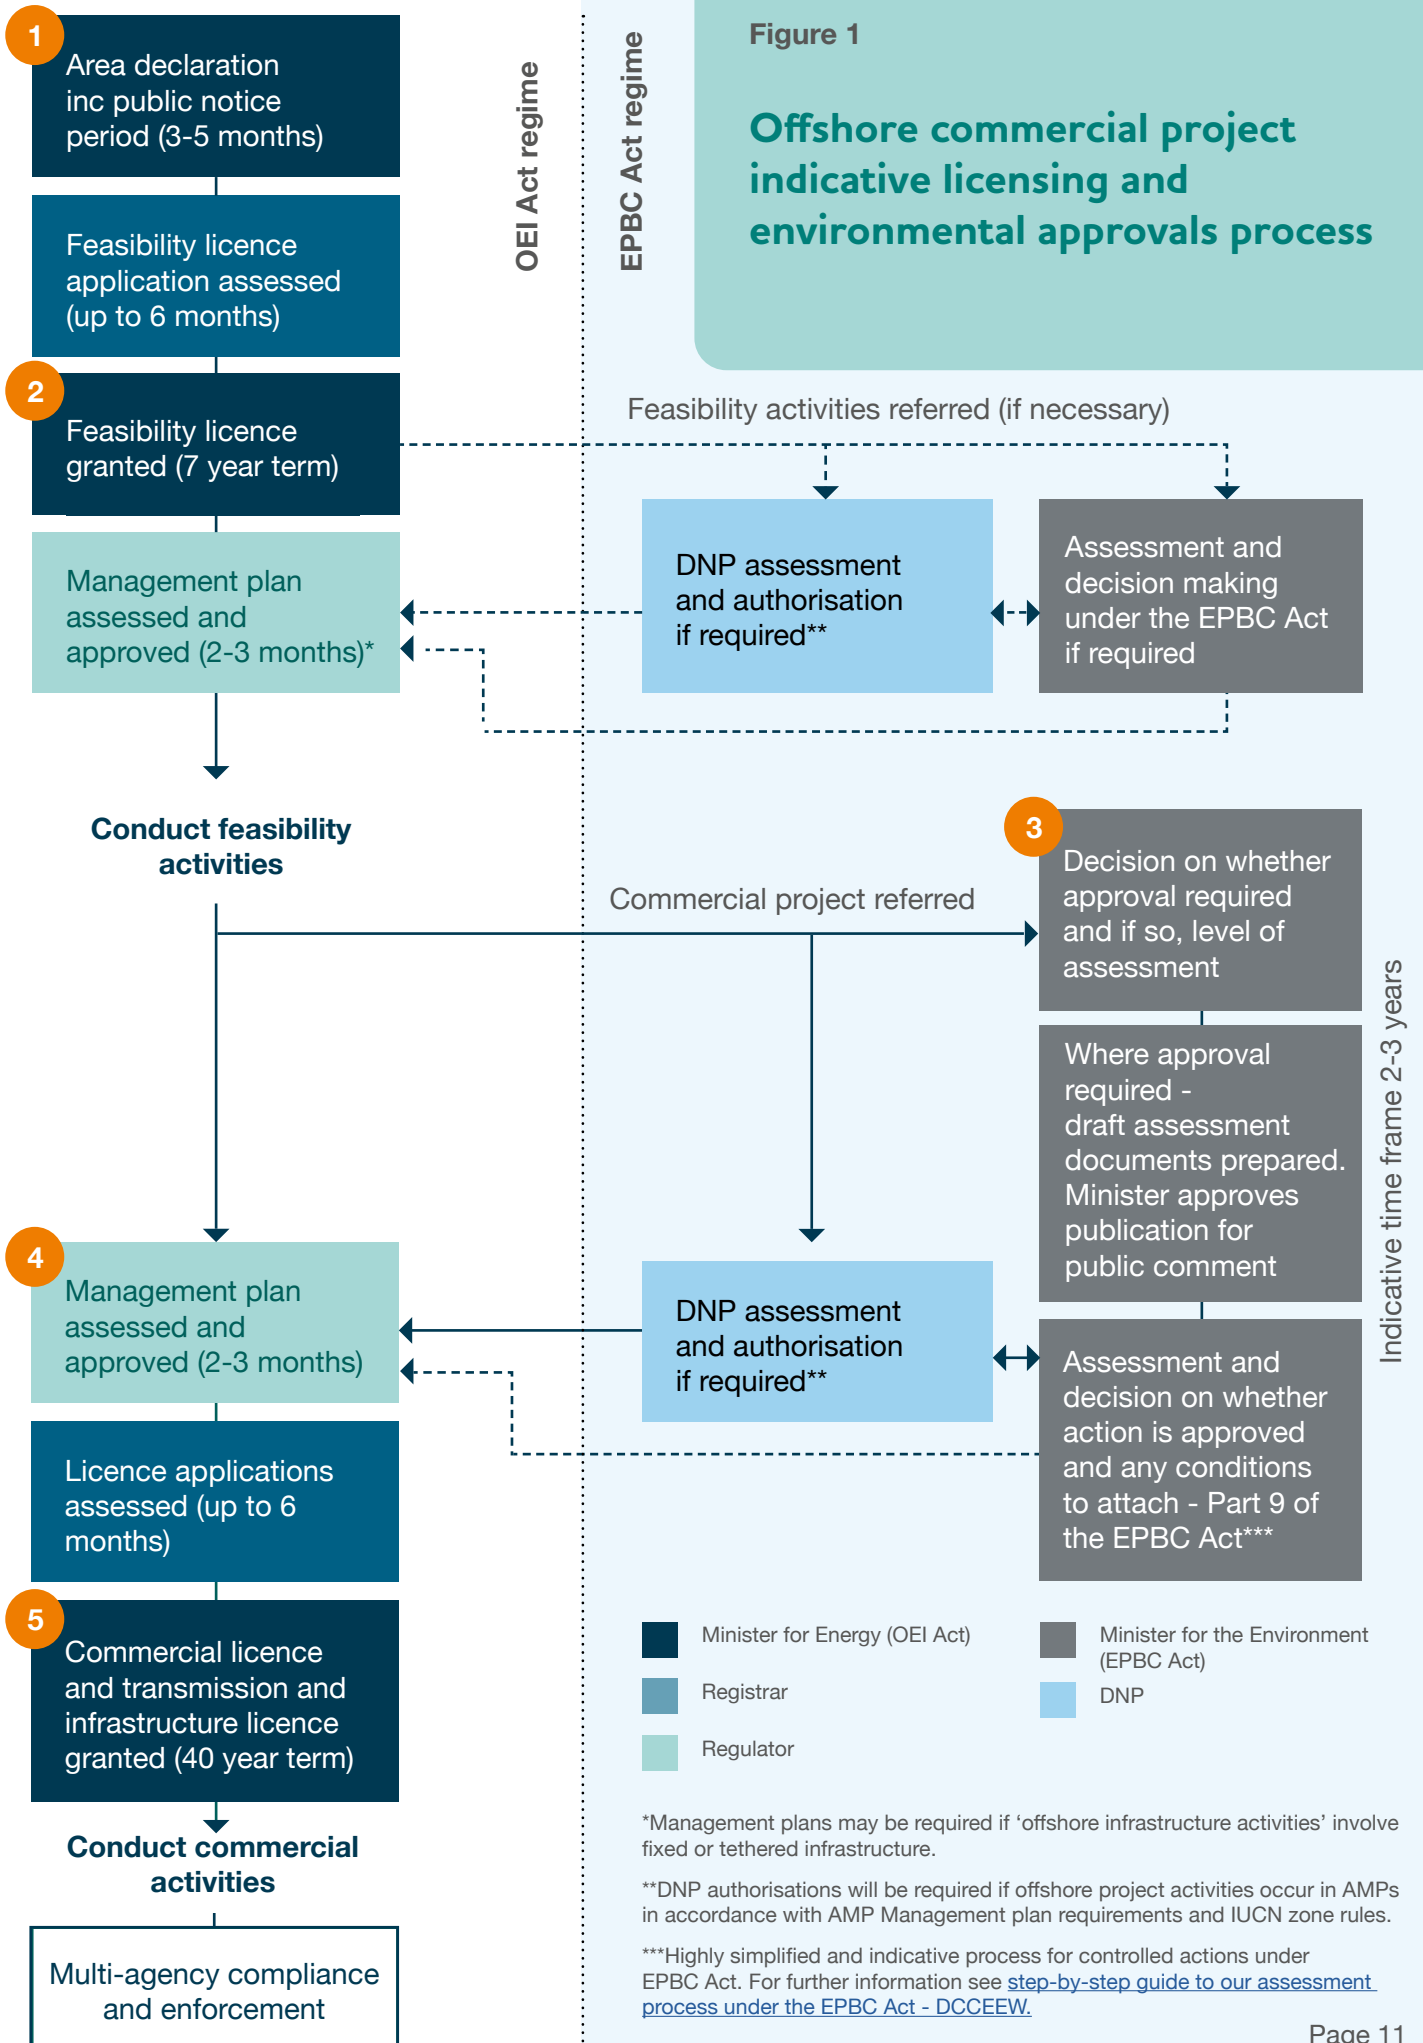 Figure 1
Offshore commercial project
indicative licensing and
environmental approvals process
OEI Act regime
EPBC Act regime
1
Area declaration
inc public notice
period (3-5 months)
Feasibility licence
application assessed
(up to 6 months)
2
Feasibility licence
granted (7 year term)
Feasibility activities referred (if necessary)
Management plan
assessed and
approved (2-3 months)*
DNP assessment
and authorisation
if required**
Assessment and
decision making
under the EPBC Act
if required
Conduct feasibility
activities
Commercial project referred
3
Decision on whether
approval required
and if so, level of
assessment
Where approval
required -
draft assessment
documents prepared.
Minister approves
publication for
public comment
Indicative time frame 2-3 years
4
Management plan
assessed and
approved (2-3 months)
DNP assessment
and authorisation
if required**
Assessment and
decision on whether
action is approved
and any conditions
to attach - Part 9 of
the EPBC Act***
Licence applications
assessed (up to 6
months)
5
Commercial licence
and transmission and
infrastructure licence
granted (40 year term)
Conduct commercial
activities
Multi-agency compliance
and enforcement
Minister for Energy (OEI Act)
Registrar
Regulator
Minister for the Environment
(EPBC Act)
DNP
*Management plans may be required if ‘offshore infrastructure activities’ involve
fixed or tethered infrastructure.
**DNP authorisations will be required if offshore project activities occur in AMPs
in accordance with AMP Management plan requirements and IUCN zone rules.
***Highly simplified and indicative process for controlled actions under
EPBC Act. For further information see step-by-step guide to our assessment
process under the EPBC Act - DCCEEW.
Page 11